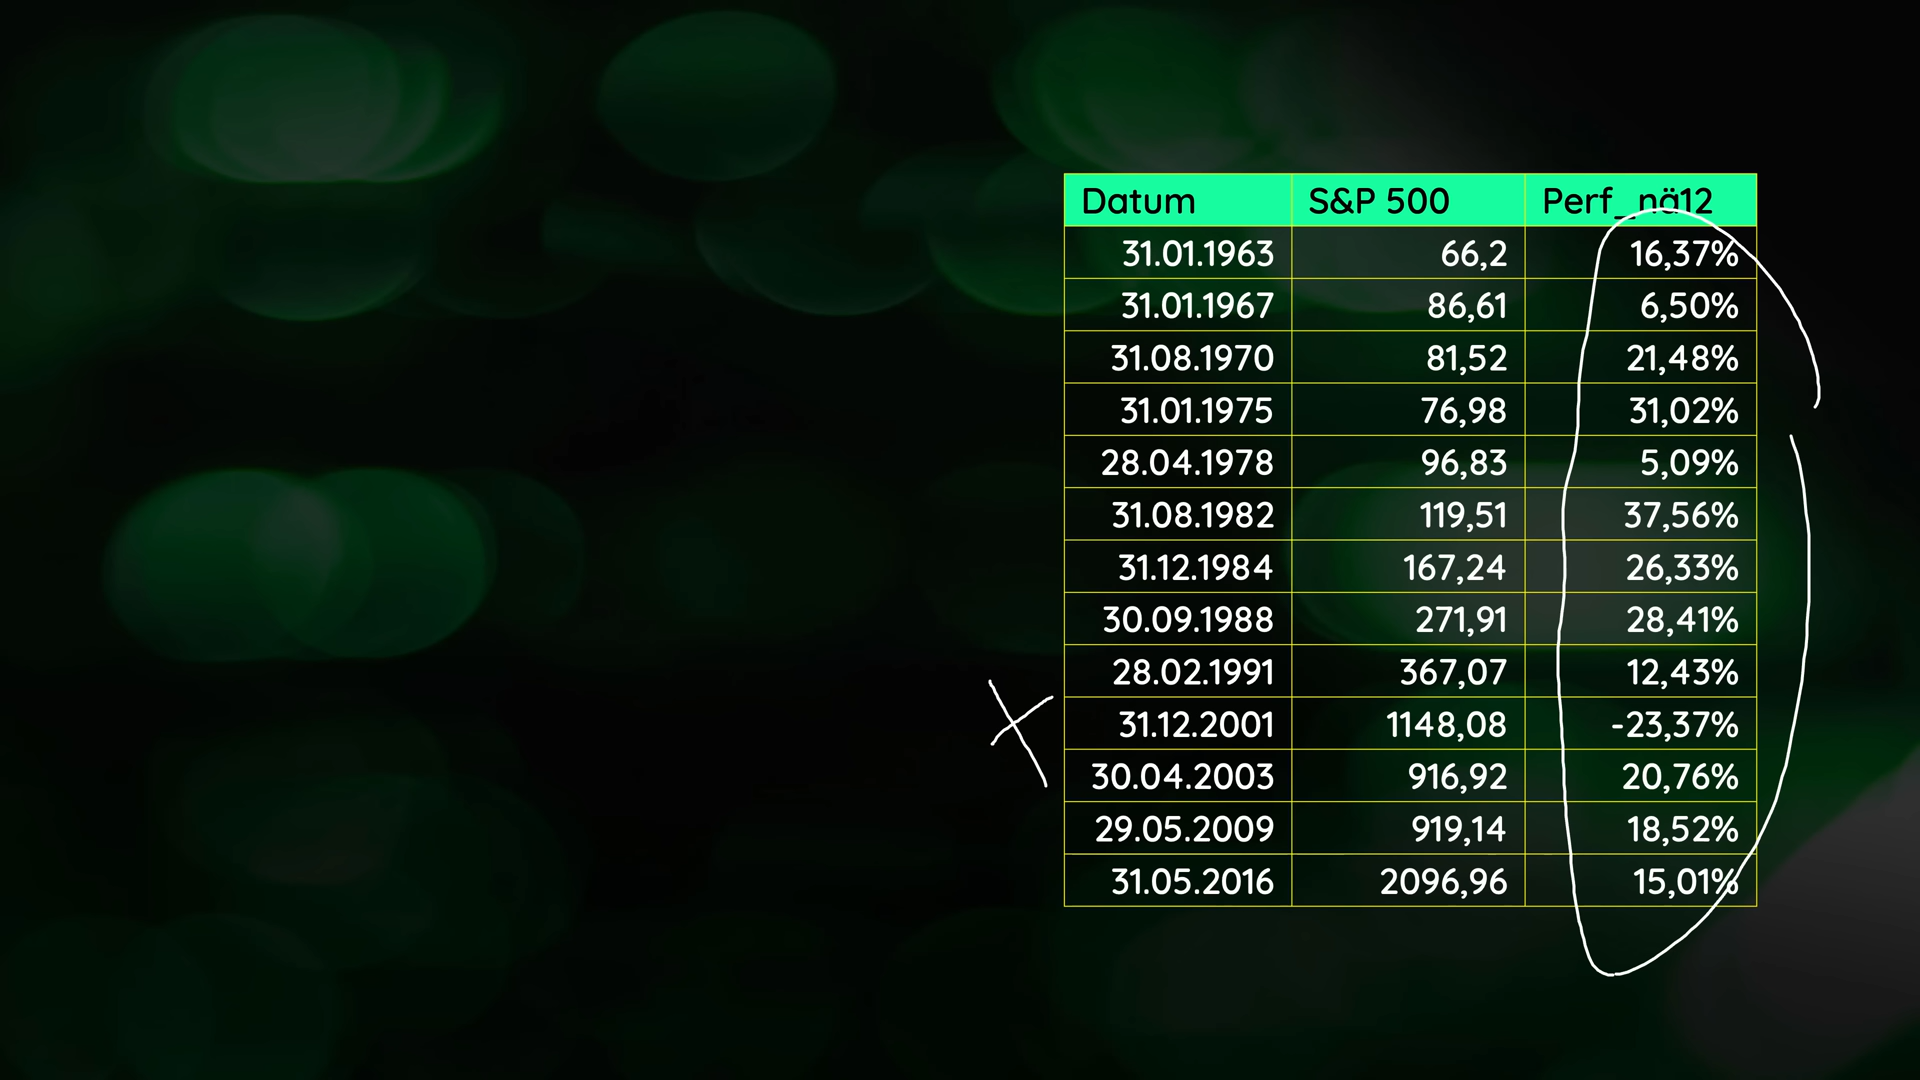 Datum S&P 500 Perf_nä12
31.01.1963 66,2 16,37%
31.01.1967 86,61 6,50%
31.08.1970 81,52 21,48%
31.01.1975 76,98 31,02%
28.04.1978 96,83 5,09%
31.08.1982 119,51 37,56%
31.12.1984 167,24 26,33%
30.09.1988 271,91 28,41%
28.02.1991 367,07 12,43%
31.12.2001 1148,08 -23,37%
30.04.2003 916,92 20,76%
29.05.2009 919,14 18,52%
31.05.2016 2096,96 15,01%